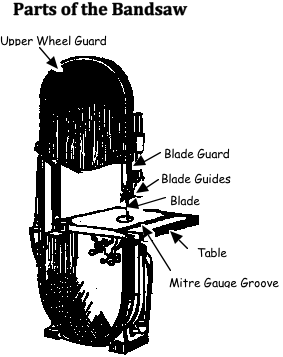 Parts of the Bandsaw
Upper Wheel Guard
Blade Guard
Blade Guides
Blade
Table
Mitre Gauge Groove